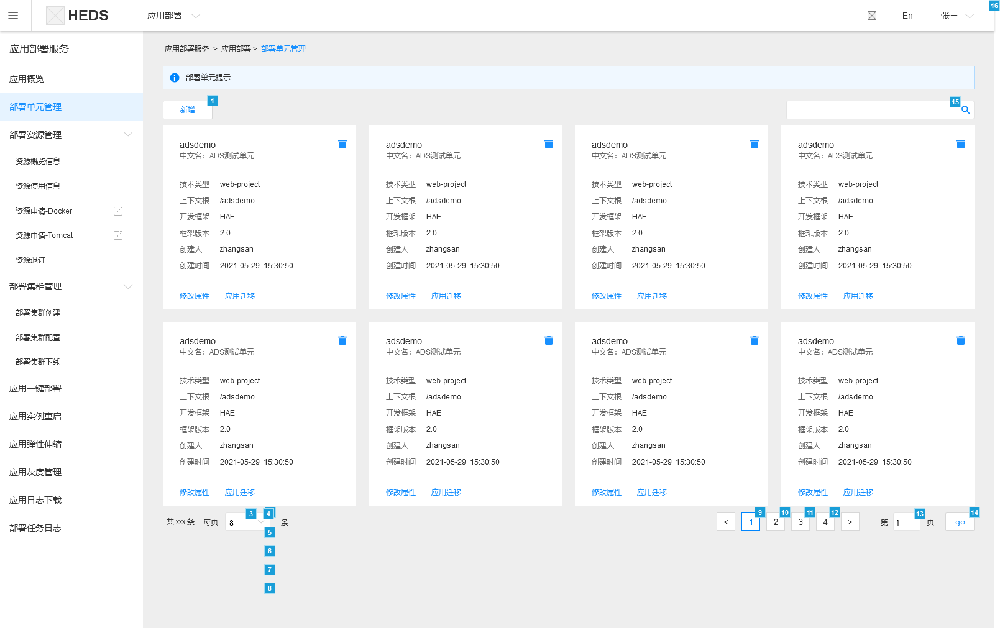 HEDS 应用部署 En 张三 16
应用部署服务
应用概览
部署单元管理
部署资源管理
资源概览信息
资源使用信息
资源申请-Docker
资源申请-Tomcat
资源退订
部署集群管理
部署集群创建
部署集群配置
部署集群下线
应用一键部署
应用实例重启
应用弹性伸缩
应用灰度管理
应用日志下载
部署任务日志
应用部署服务 > 应用部署 > 部署单元管理
部署单元提示
新增 1 15
adsdemo adsdemo adsdemo adsdemo
中文名：ADS测试单元 中文名：ADS测试单元 中文名：ADS测试单元 中文名：ADS测试单元
技术类型 web-project 技术类型 web-project 技术类型 web-project 技术类型 web-project
上下文根 /adsdemo 上下文根 /adsdemo 上下文根 /adsdemo 上下文根 /adsdemo
开发框架 HAE 开发框架 HAE 开发框架 HAE 开发框架 HAE
框架版本 2.0 框架版本 2.0 框架版本 2.0 框架版本 2.0
创建人 zhangsan 创建人 zhangsan 创建人 zhangsan 创建人 zhangsan
创建时间 2021-05-29 15:30:50 创建时间 2021-05-29 15:30:50 创建时间 2021-05-29 15:30:50 创建时间 2021-05-29 15:30:50
修改属性 应用迁移 修改属性 应用迁移 修改属性 应用迁移 修改属性 应用迁移
adsdemo adsdemo adsdemo adsdemo
中文名：ADS测试单元 中文名：ADS测试单元 中文名：ADS测试单元 中文名：ADS测试单元
技术类型 web-project 技术类型 web-project 技术类型 web-project 技术类型 web-project
上下文根 /adsdemo 上下文根 /adsdemo 上下文根 /adsdemo 上下文根 /adsdemo
开发框架 HAE 开发框架 HAE 开发框架 HAE 开发框架 HAE
框架版本 2.0 框架版本 2.0 框架版本 2.0 框架版本 2.0
创建人 zhangsan 创建人 zhangsan 创建人 zhangsan 创建人 zhangsan
创建时间 2021-05-29 15:30:50 创建时间 2021-05-29 15:30:50 创建时间 2021-05-29 15:30:50 创建时间 2021-05-29 15:30:50
修改属性 应用迁移 修改属性 应用迁移 修改属性 应用迁移 修改属性 应用迁移
3 4 9 10 11 12 13 14
共 xxx 条 每页 8 条 < 1 2 3 4 > 第 1 页 go
5
6
7
8